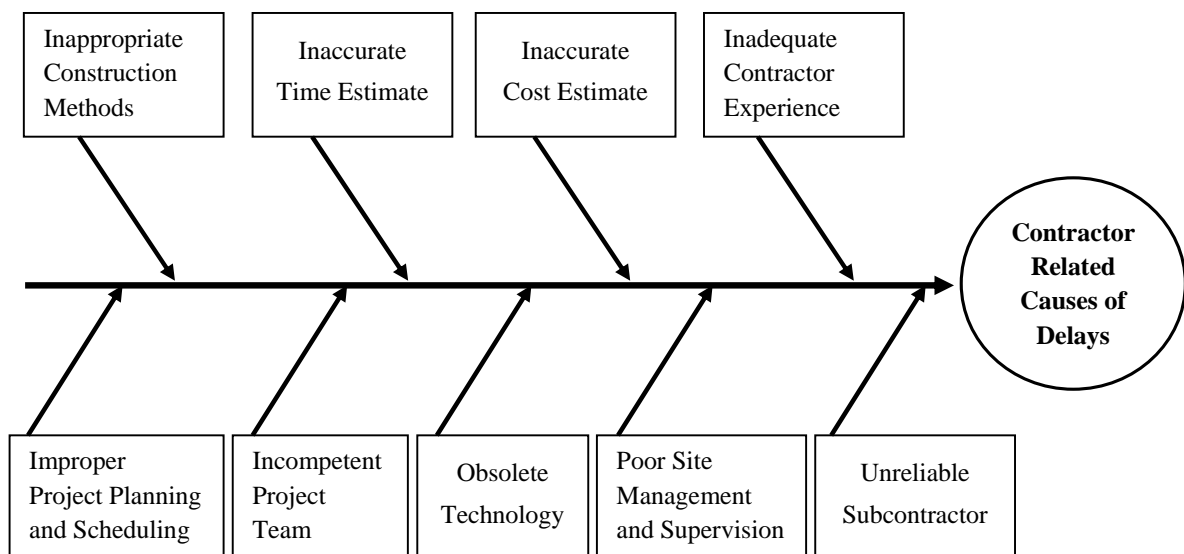 Inappropriate
Construction
Methods
Inaccurate
Time Estimate
Inaccurate
Cost Estimate
Inadequate
Contractor
Experience
Contractor
Related
Causes of
Delays
Improper
Project Planning
and Scheduling
Incompetent
Project
Team
Obsolete
Technology
Poor Site
Management
and Supervision
Unreliable
Subcontractor